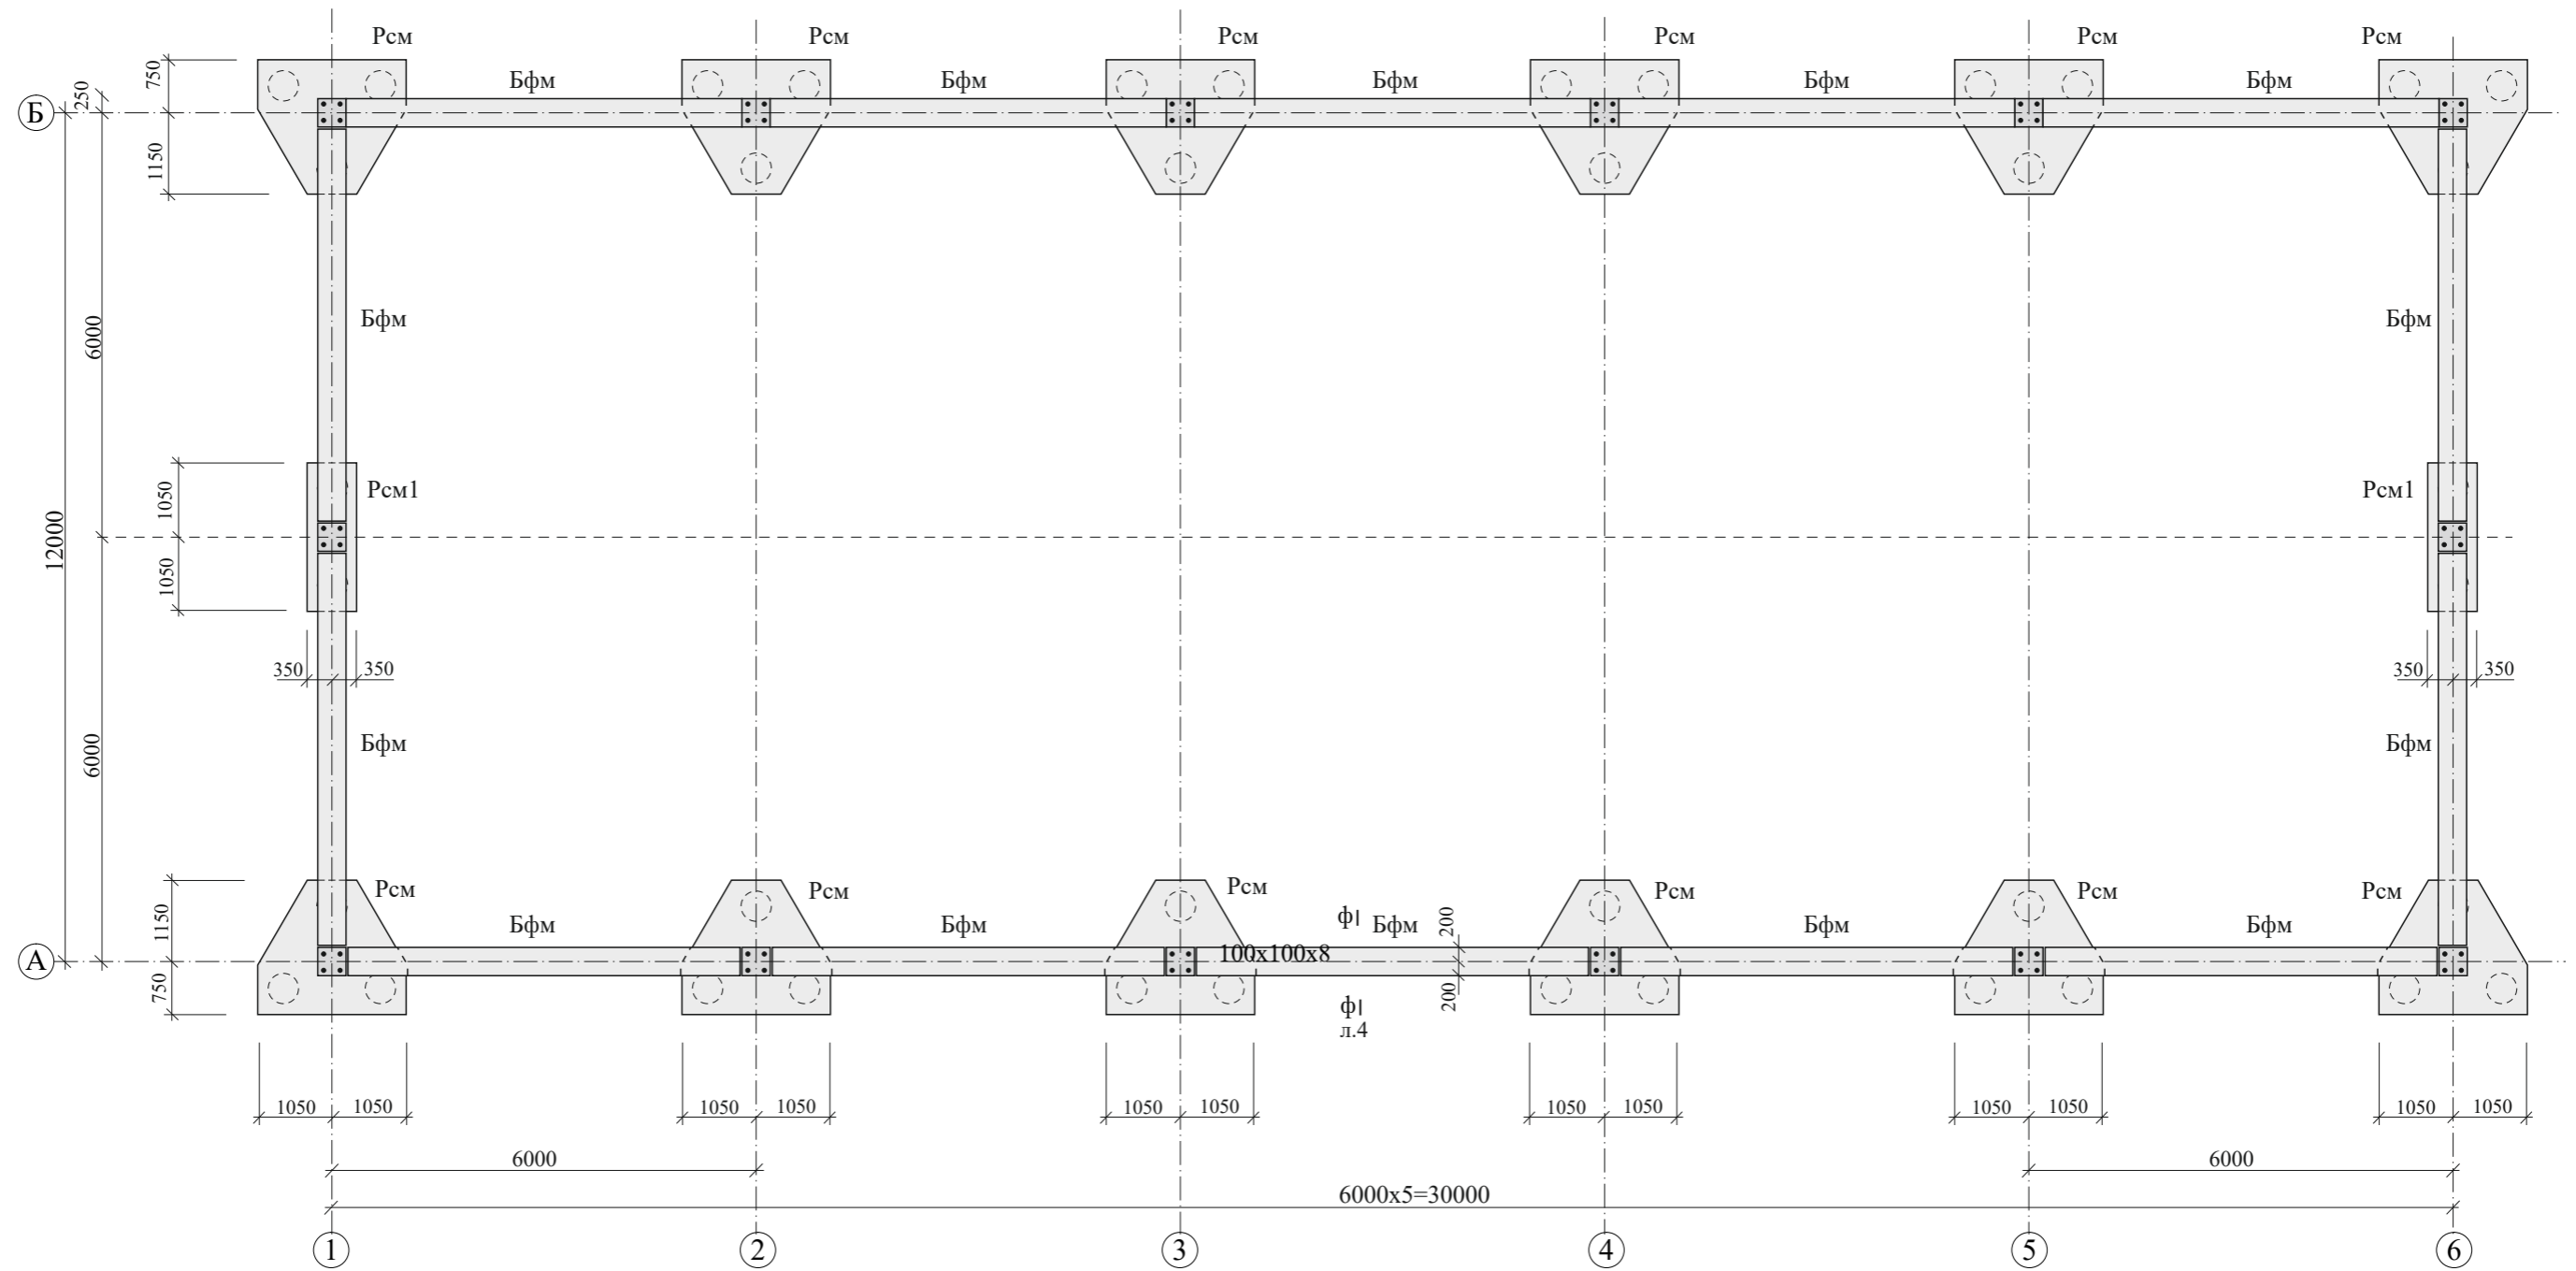 Рсм Рсм Рсм Рсм Рсм Рсм
750 Бфм Бфм Бфм Бфм Бфм
250
Б
1150
6000 Бфм Бфм
1050 Рсм1 Рсм1
12000
1050
350 350 350 350
6000 Бфм Бфм
1150 Рсм Рсм Рсм Рсм Рсм Рсм
Бфм Бфм ф Бфм 200 Бфм Бфм
А 100х100х8
750 ф 200
л.4
1050 1050 1050 1050 1050 1050 1050 1050 1050 1050 1050 1050
6000 6000
6000х5=30000
1 2 3 4 5 6